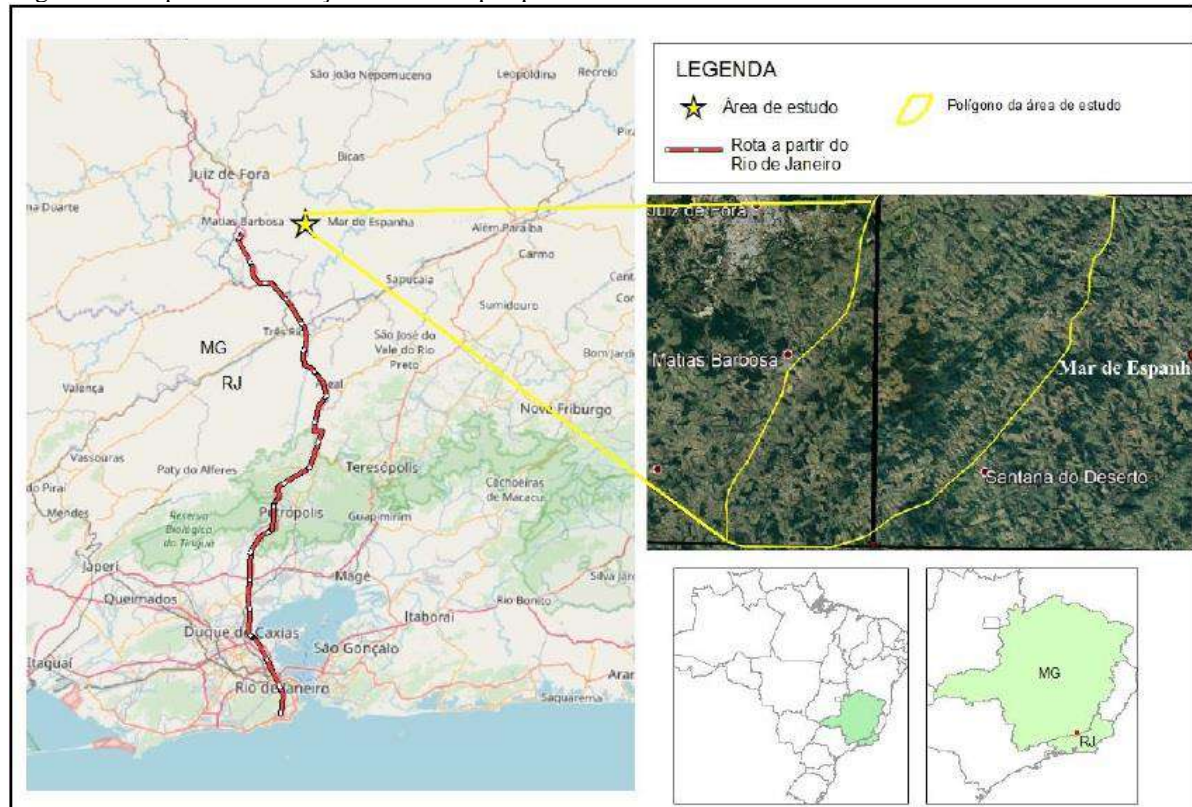 São João Nepomuceno
Leopoldina
Recreio
Bicas
Juiz de Fora
Matias Barbosa
Mar de Espanha
Além Paraíba
Carmo
Sapucaia
Sumidouro
São José do
Vale do Rio
Preto
MG
RJ
Valença
Nova Friburgo
Vassouras
Paty do Alferes
Teresópolis
Cachoeiras
de Macacu
Mendes
Petrópolis
Guapimirim
Reserva
Biológica
do Tinguá
Japeri
Magé
Queimados
Itaboraí
Rio Bonito
Duque de Caxias
São Gonçalo
Itaguaí
Rio de Janeiro
Saquarema
LEGENDA
Área de estudo
Polígono da área de estudo
Rota a partir do
Rio de Janeiro
Juiz de Fora
Matias Barbosa
Mar de Espanh
Santana do Deserto
MG
RJ